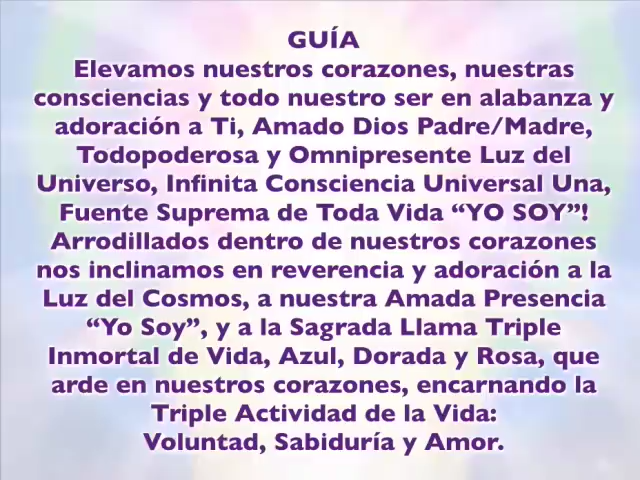 GUÍA
Elevamos nuestros corazones, nuestras
consciencias y todo nuestro ser en alabanza y
adoración a Ti, Amado Dios Padre/Madre,
Todopoderosa y Omnipresente Luz del
Universo, Infinita Consciencia Universal Una,
Fuente Suprema de Toda Vida “YO SOY”!
Arrodillados dentro de nuestros corazones
nos inclinamos en reverencia y adoración a la
Luz del Cosmos, a nuestra Amada Presencia
“Yo Soy”, y a la Sagrada Llama Triple
Inmortal de Vida, Azul, Dorada y Rosa, que
arde en nuestros corazones, encarnando la
Triple Actividad de la Vida:
Voluntad, Sabiduría y Amor.